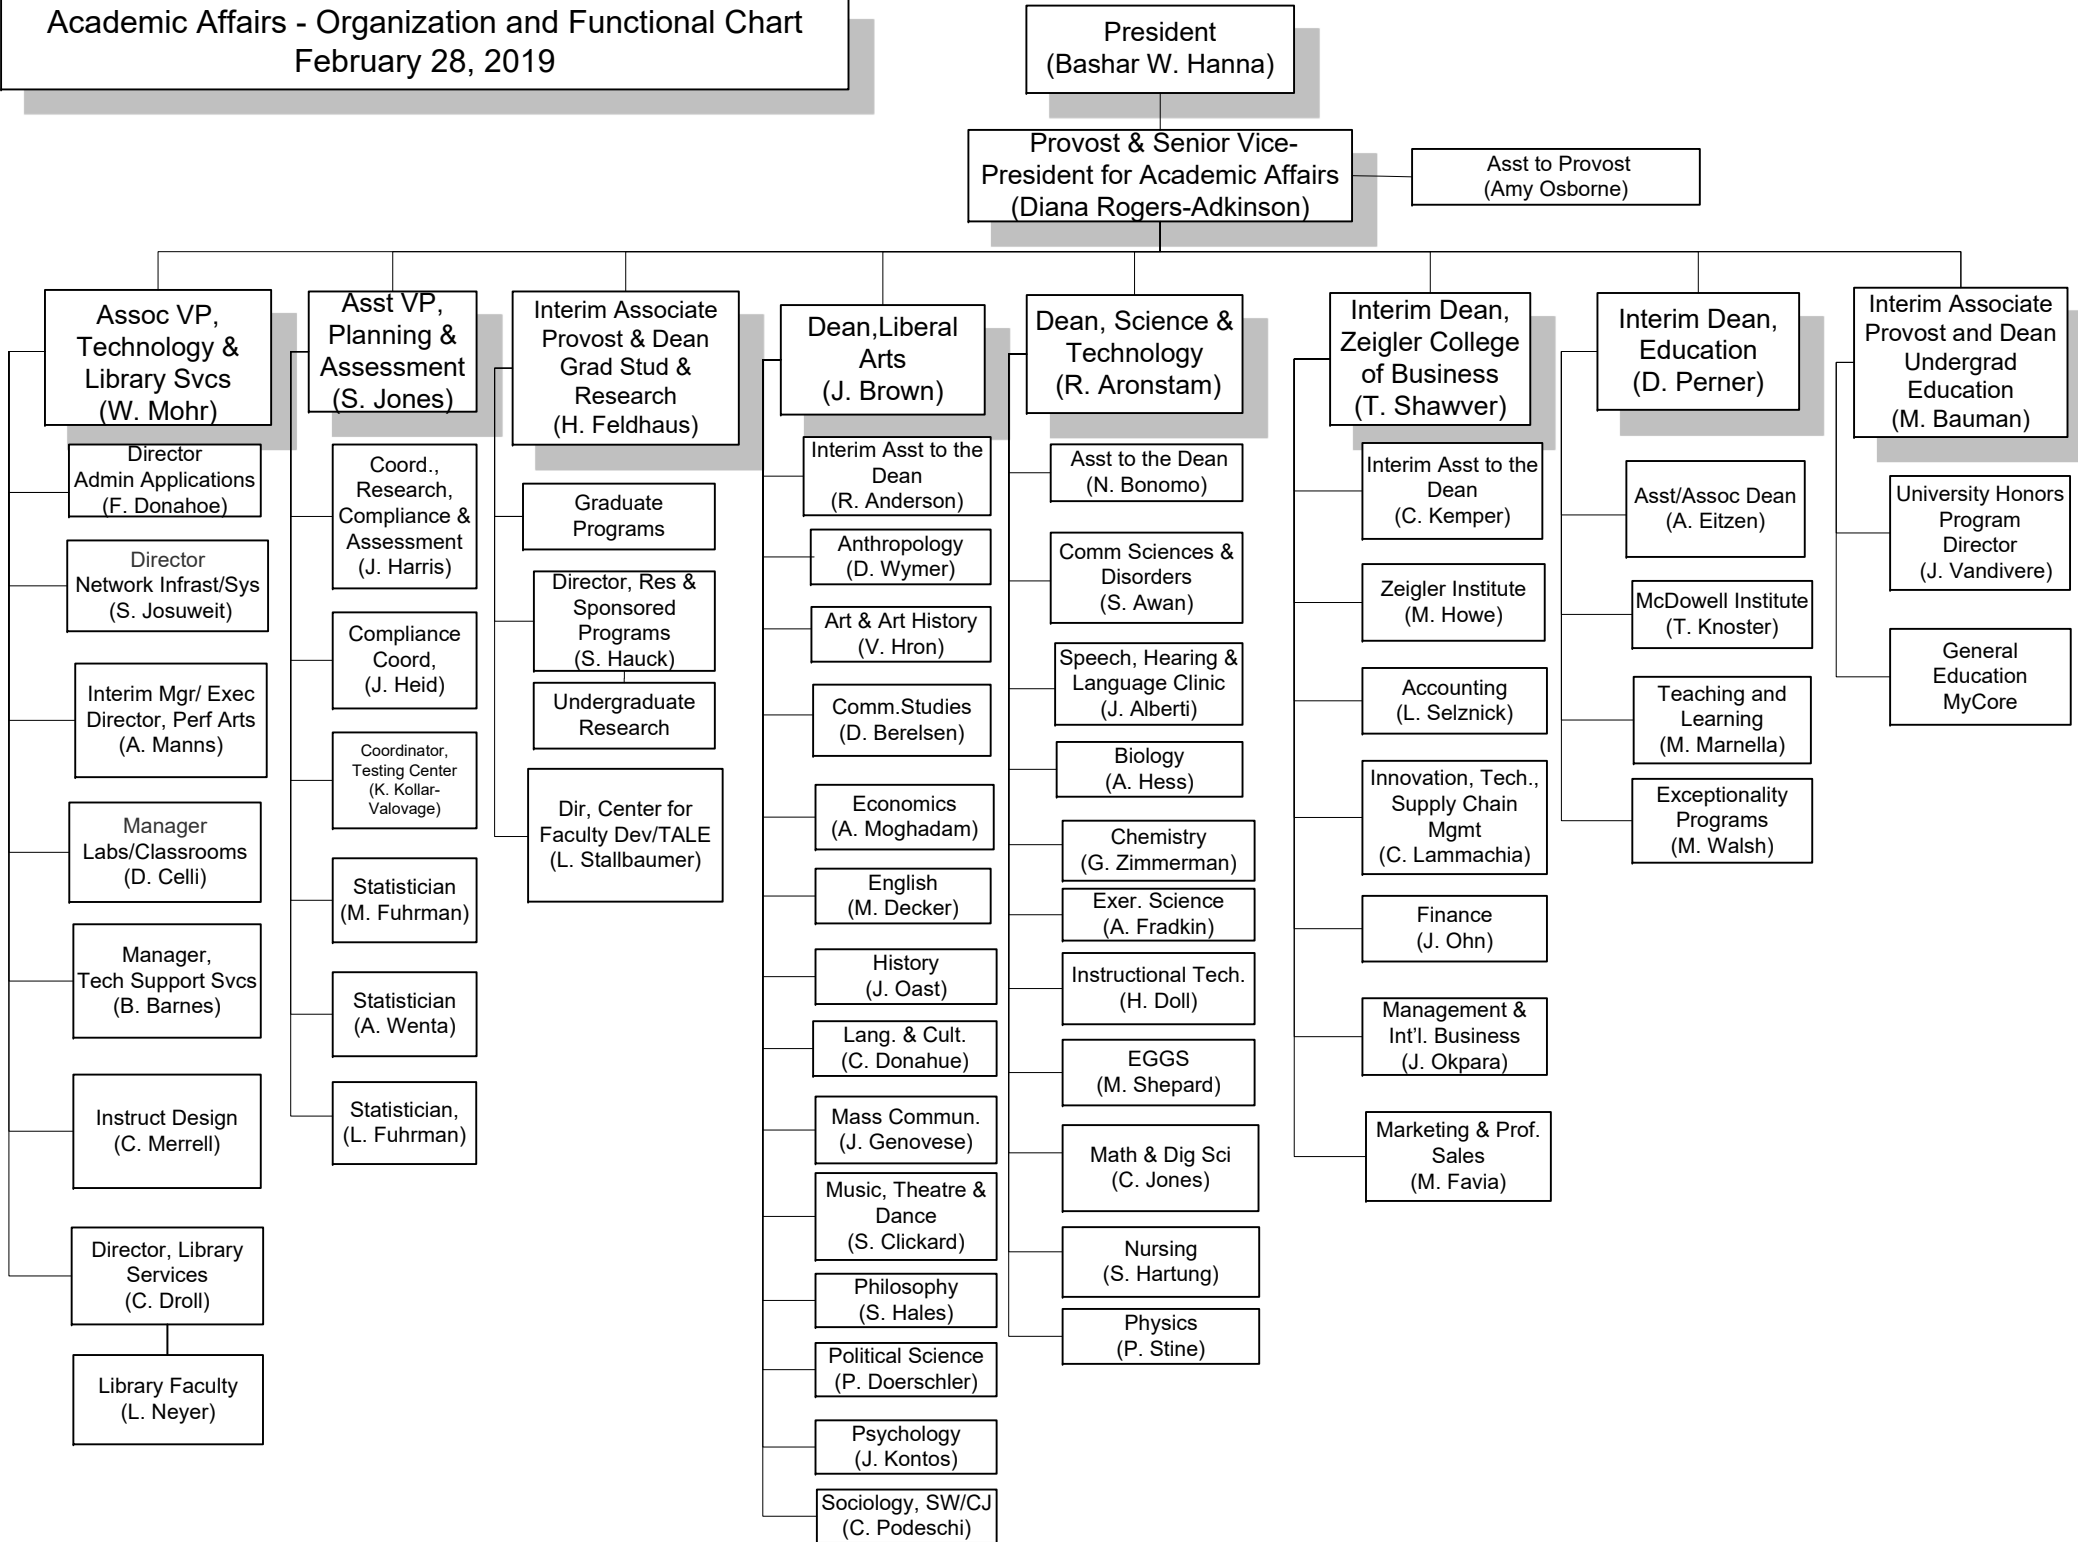 Academic Affairs - Organization and Functional Chart
February 28, 2019
President
(Bashar W. Hanna)
Provost & Senior Vice-
President for Academic Affairs
(Diana Rogers-Adkinson)
Asst to Provost
(Amy Osborne)
Assoc VP,
Technology &
Library Svcs
(W. Mohr)
Director
Admin Applications
(F. Donahoe)
Director
Network Infrast/Sys
(S. Josuweit)
Interim Mgr/ Exec
Director, Perf Arts
(A. Manns)
Manager
Labs/Classrooms
(D. Celli)
Manager,
Tech Support Svcs
(B. Barnes)
Instruct Design
(C. Merrell)
Director, Library
Services
(C. Droll)
Library Faculty
(L. Neyer)
Asst VP,
Planning &
Assessment
(S. Jones)
Coord.,
Research,
Compliance &
Assessment
(J. Harris)
Compliance
Coord,
(J. Heid)
Coordinator,
Testing Center
(K. Kollar-
Valovage)
Statistician
(M. Fuhrman)
Statistician
(A. Wenta)
Statistician,
(L. Fuhrman)
Interim Associate
Provost & Dean
Grad Stud &
Research
(H. Feldhaus)
Graduate
Programs
Director, Res &
Sponsored
Programs
(S. Hauck)
Undergraduate
Research
Dir, Center for
Faculty Dev/TALE
(L. Stallbaumer)
Dean,Liberal
Arts
(J. Brown)
Interim Asst to the
Dean
(R. Anderson)
Anthropology
(D. Wymer)
Art & Art History
(V. Hron)
Comm.Studies
(D. Berelsen)
Economics
(A. Moghadam)
English
(M. Decker)
History
(J. Oast)
Lang. & Cult.
(C. Donahue)
Mass Commun.
(J. Genovese)
Music, Theatre &
Dance
(S. Clickard)
Philosophy
(S. Hales)
Political Science
(P. Doerschler)
Psychology
(J. Kontos)
Sociology, SW/CJ
(C. Podeschi)
Dean, Science &
Technology
(R. Aronstam)
Asst to the Dean
(N. Bonomo)
Comm Sciences &
Disorders
(S. Awan)
Speech, Hearing &
Language Clinic
(J. Alberti)
Biology
(A. Hess)
Chemistry
(G. Zimmerman)
Exer. Science
(A. Fradkin)
Instructional Tech.
(H. Doll)
EGGS
(M. Shepard)
Math & Dig Sci
(C. Jones)
Nursing
(S. Hartung)
Physics
(P. Stine)
Interim Dean,
Zeigler College
of Business
(T. Shawver)
Interim Asst to the
Dean
(C. Kemper)
Zeigler Institute
(M. Howe)
Accounting
(L. Selznick)
Innovation, Tech.,
Supply Chain
Mgmt
(C. Lammachia)
Finance
(J. Ohn)
Management &
Int’l. Business
(J. Okpara)
Marketing & Prof.
Sales
(M. Favia)
Interim Dean,
Education
(D. Perner)
Asst/Assoc Dean
(A. Eitzen)
McDowell Institute
(T. Knoster)
Teaching and
Learning
(M. Marnella)
Exceptionality
Programs
(M. Walsh)
Interim Associate
Provost and Dean
Undergrad
Education
(M. Bauman)
University Honors
Program
Director
(J. Vandivere)
General
Education
MyCore